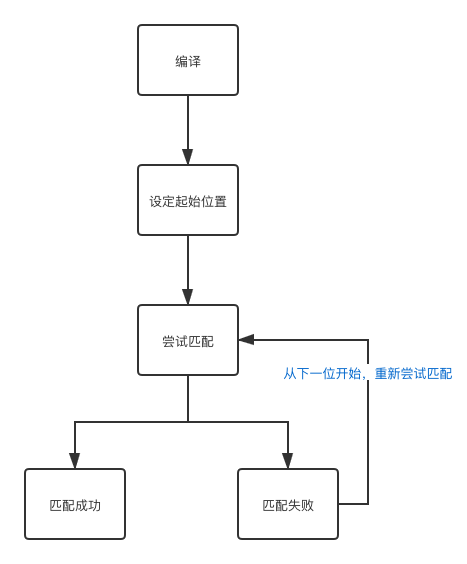 编译
设定起始位置
尝试匹配
从下一位开始，重新尝试匹配
匹配成功
匹配失败